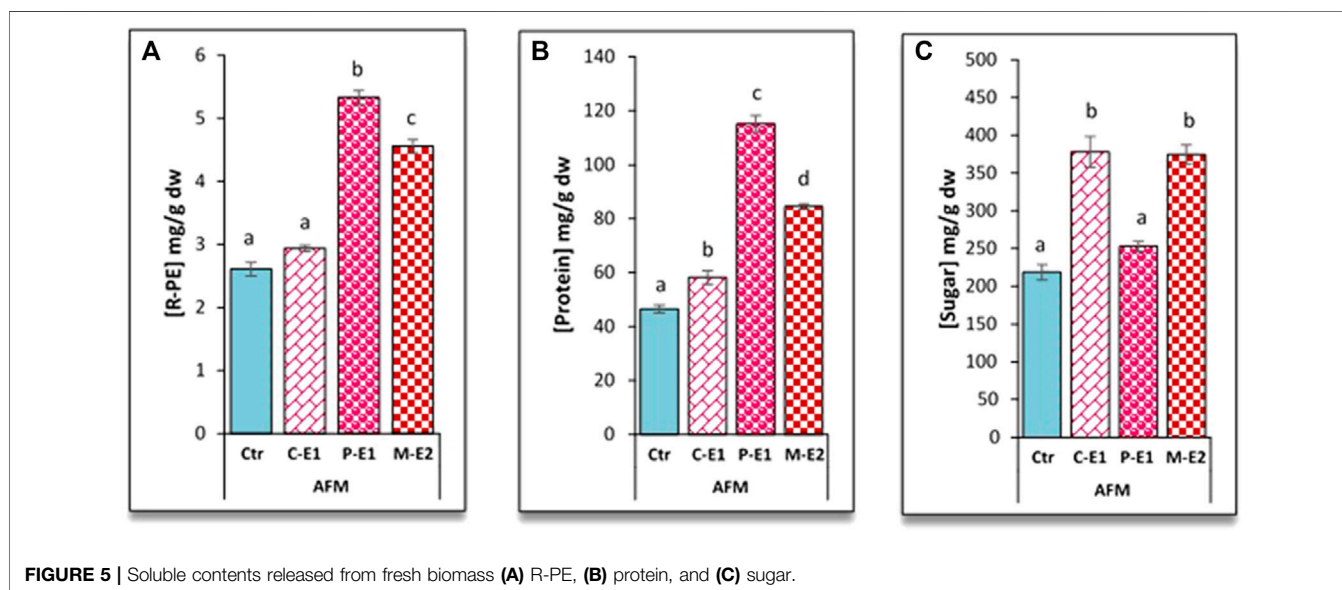 A
6
5
4
3
2
1
0
[R-PE] mg/g dw
a
a
b
c
Ctr C-E1 P-E1 M-E2
AFM
B
140
120
100
80
60
40
20
0
[Protein] mg/g dw
a
b
c
d
Ctr C-E1 P-E1 M-E2
AFM
C
500
450
400
350
300
250
200
150
100
50
0
[Sugar] mg/g dw
a
b
a
b
Ctr C-E1 P-E1 M-E2
AFM
FIGURE 5 | Soluble contents released from fresh biomass (A) R-PE, (B) protein, and (C) sugar.